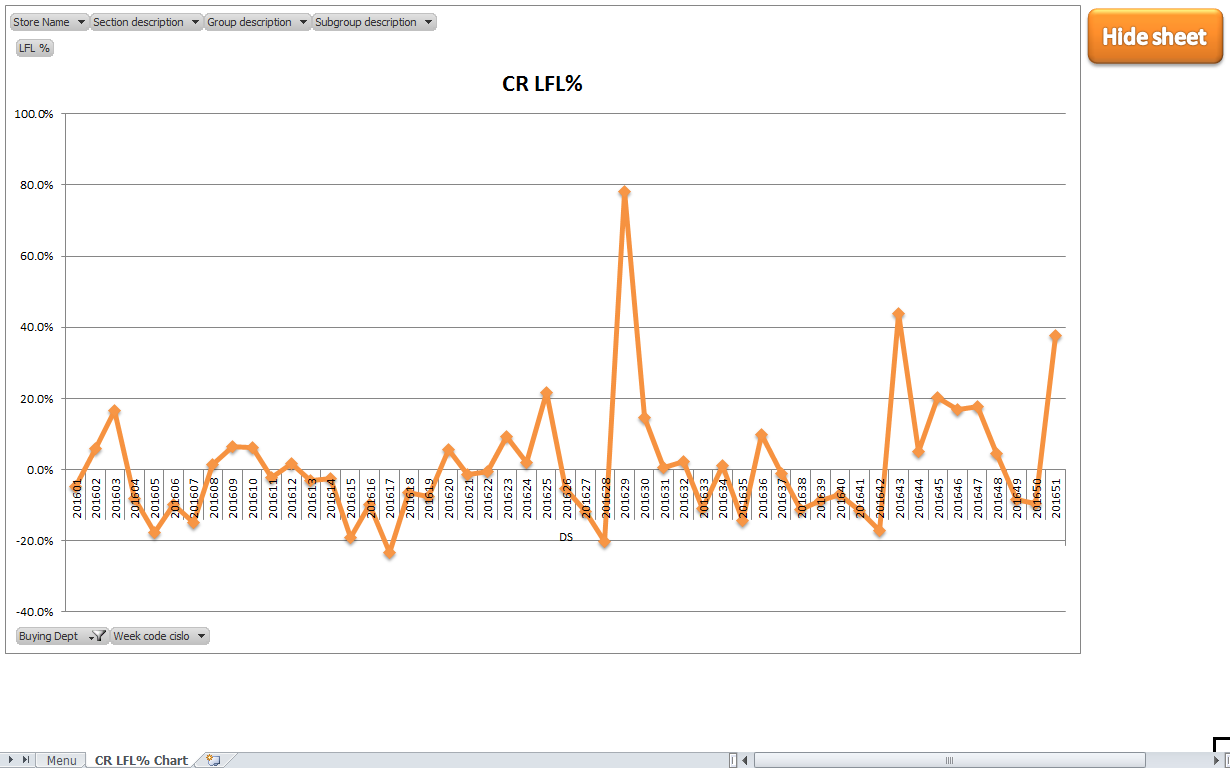 Store Name Section description Group description Subgroup description
Hide sheet
LFL %
CR LFL%
100.0%
80.0%
60.0%
40.0%
20.0%
0.0%
-20.0%
-40.0%
201601 201602 201603 201604 201605 201606 201607 201608 201609 201610 201611 201612 201613 201614 201615 201616 201617 201618 201619 201620 201621 201622 201623 201624 201625 201626 201627 201628 201629 201630 201631 201632 201633 201634 201635 201636 201637 201638 201639 201640 201641 201642 201643 201644 201645 201646 201647 201648 201649 201650 201651
DS
Buying Dept Week code cislo
Menu CR LFL% Chart